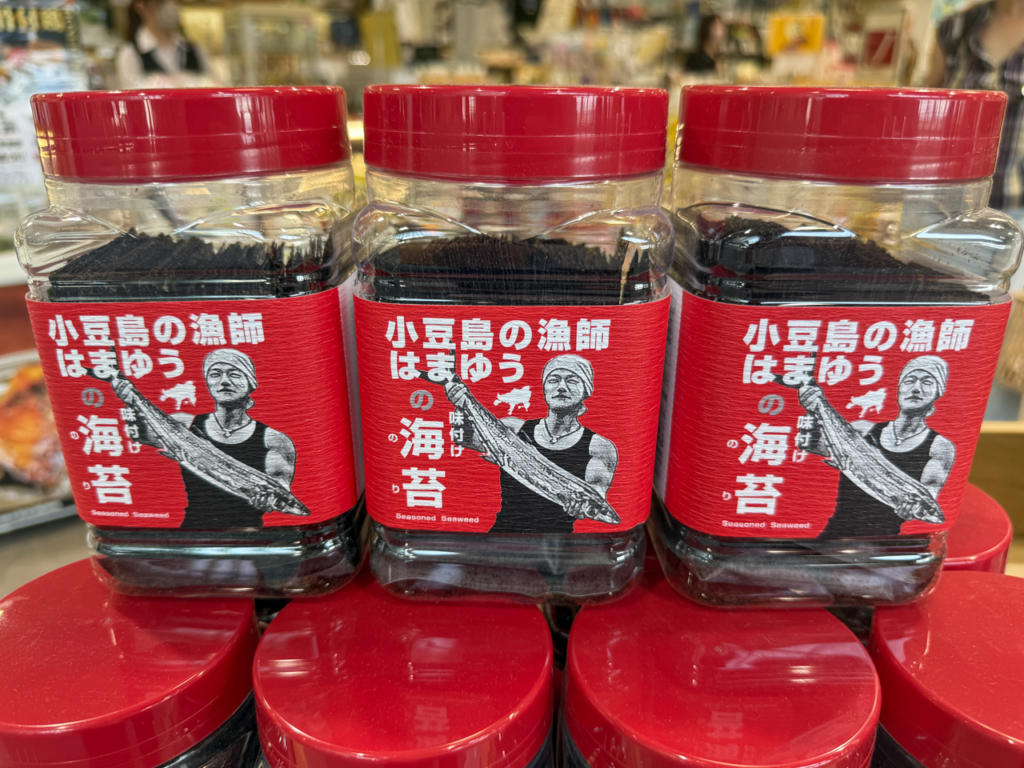 小豆島の漁師
はまゆう
の
味付け
海苔
のり
Seasoned Seaweed
小豆島の漁師
はまゆう
の
味付け
海苔
のり
Seasoned Seaweed
小豆島の漁師
はまゆう
の
味付け
海苔
のり
Seasoned Seaweed